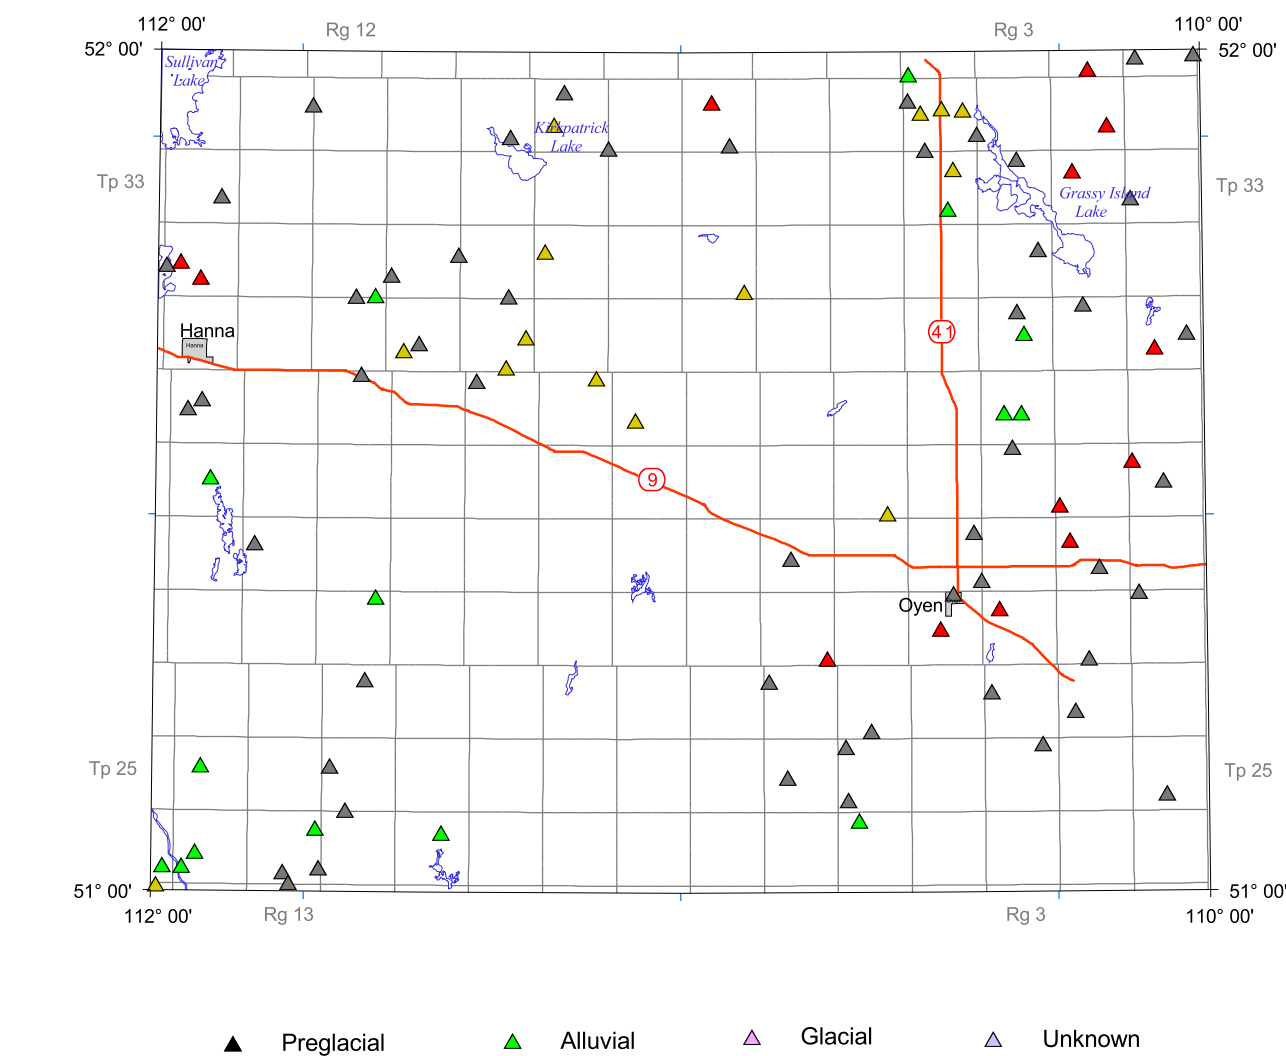 112° 00'
Rg 12
Rg 3
110° 00'
52° 00'
52° 00'
Sullivan
Lake
Kirkpatrick
Lake
Tp 33
Tp 33
Grassy Island
Lake
Hanna
Hanna
41
9
Oyen
Tp 25
Tp 25
51° 00'
51° 00'
112° 00'
Rg 13
Rg 3
110° 00'
Preglacial
Alluvial
Glacial
Unknown